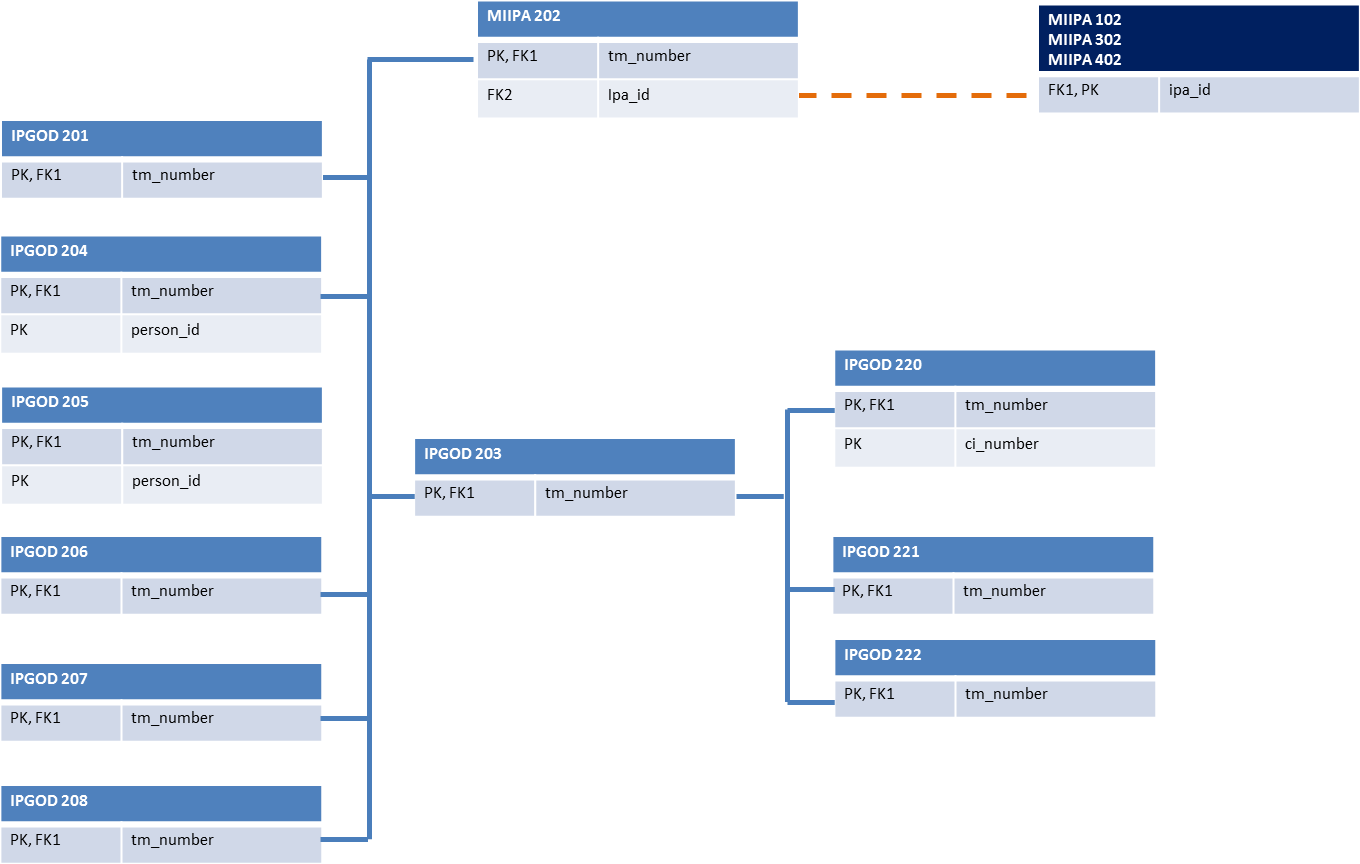 MIIPA 202
PK, FK1 tm_number
FK2 Ipa_id
MIIPA 102
MIIPA 302
MIIPA 402
FK1, PK ipa_id
IPGOD 201
PK, FK1 tm_number
IPGOD 204
PK, FK1 tm_number
PK person_id
IPGOD 205
PK, FK1 tm_number
PK person_id
IPGOD 206
PK, FK1 tm_number
IPGOD 207
PK, FK1 tm_number
IPGOD 208
PK, FK1 tm_number
IPGOD 203
PK, FK1 tm_number
IPGOD 220
PK, FK1 tm_number
PK ci_number
IPGOD 221
PK, FK1 tm_number
IPGOD 222
PK, FK1 tm_number